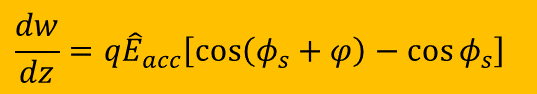 dw/dz = qÊ_acc[cos(ϕ_s + φ) − cos ϕ_s]